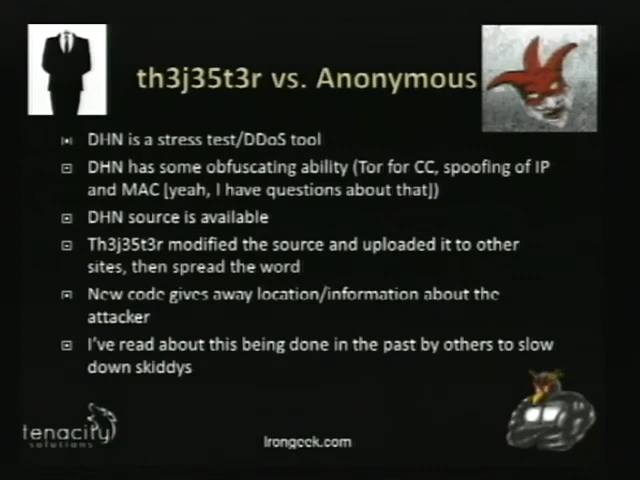 th3j35t3r vs. Anonymous
DHN is a stress test/DDoS tool
DHN has some obfuscating ability (Tor for CC, spoofing of IP
and MAC [yeah, I have questions about that])
DHN source is available
Th3j35t3r modified the source and uploaded it to other
sites, then spread the word
New code gives away location/information about the
attacker
I've read about this being done in the past by others to slow
down skiddys
tenacity
solutions
Irongeek.com